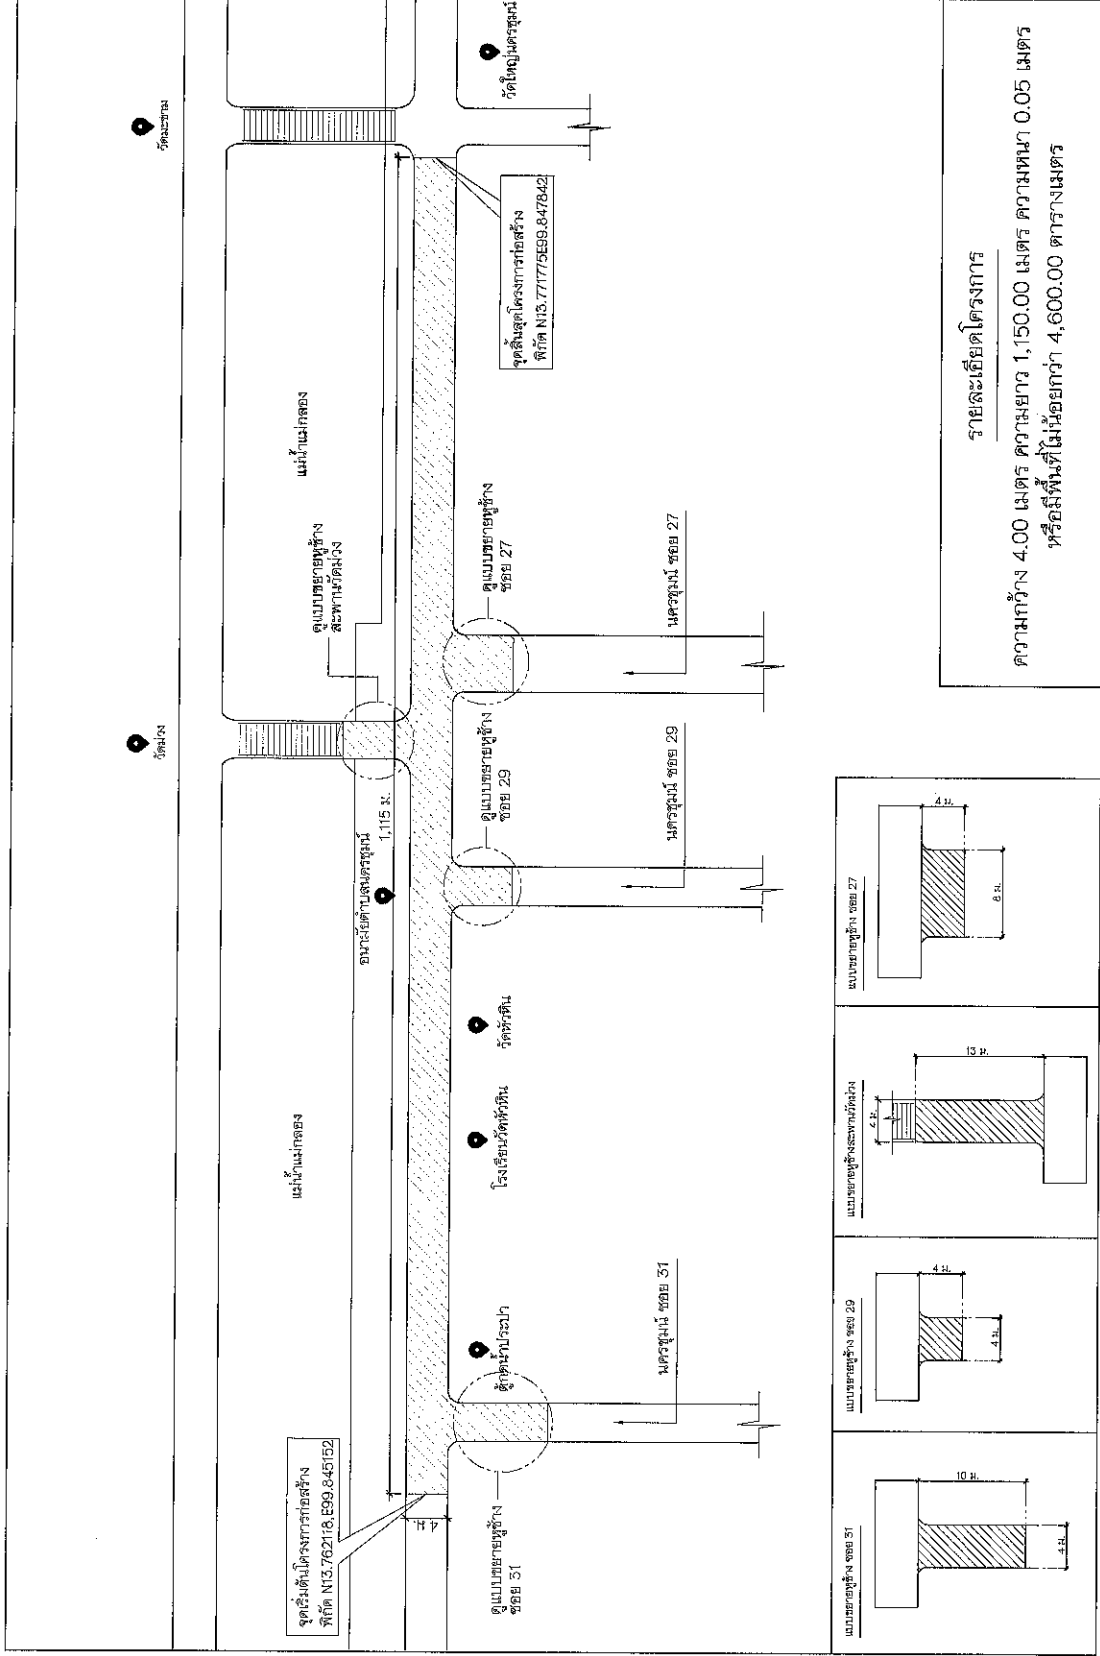 วัดมะขาม
วัดม่วง
วัดใหญ่นครชุมน์
จุดสิ้นสุดโครงการก่อสร้าง
พิกัด N13.771775E99.847842
แม่น้ำแม่กลอง
ดูแบบขยายหูช้าง
สะพานวัดม่วง
ดูแบบขยายหูช้าง
ซอย 27
นครชุมน์ ซอย 27
ดูแบบขยายหูช้าง
ซอย 29
นครชุมน์ ซอย 29
อนามัยตำบลนครชุมน์
1,115 ม.
วัดหัวหิน
โรงเรียนวัดหัวหิน
แม่น้ำแม่กลอง
ตู้กดน้ำประปา
นครชุมน์ ซอย 31
จุดเริ่มต้นโครงการก่อสร้าง
พิกัด N13.762118,E99.845152
4 ม.
ดูแบบขยายหูช้าง
ซอย 31
แบบขยายหูช้าง ซอย 31
10 ม.
4 ม.
แบบขยายหูช้าง ซอย 29
4 ม.
4 ม.
แบบขยายหูช้างสะพานวัดม่วง
4 ม.
13 ม.
แบบขยายหูช้าง ซอย 27
4 ม.
8 ม.
รายละเอียดโครงการ
ความกว้าง 4.00 เมตร ความยาว 1,150.00 เมตร ความหนา 0.05 เมตร
หรือมีพื้นที่ไม่น้อยกว่า 4,600.00 ตารางเมตร